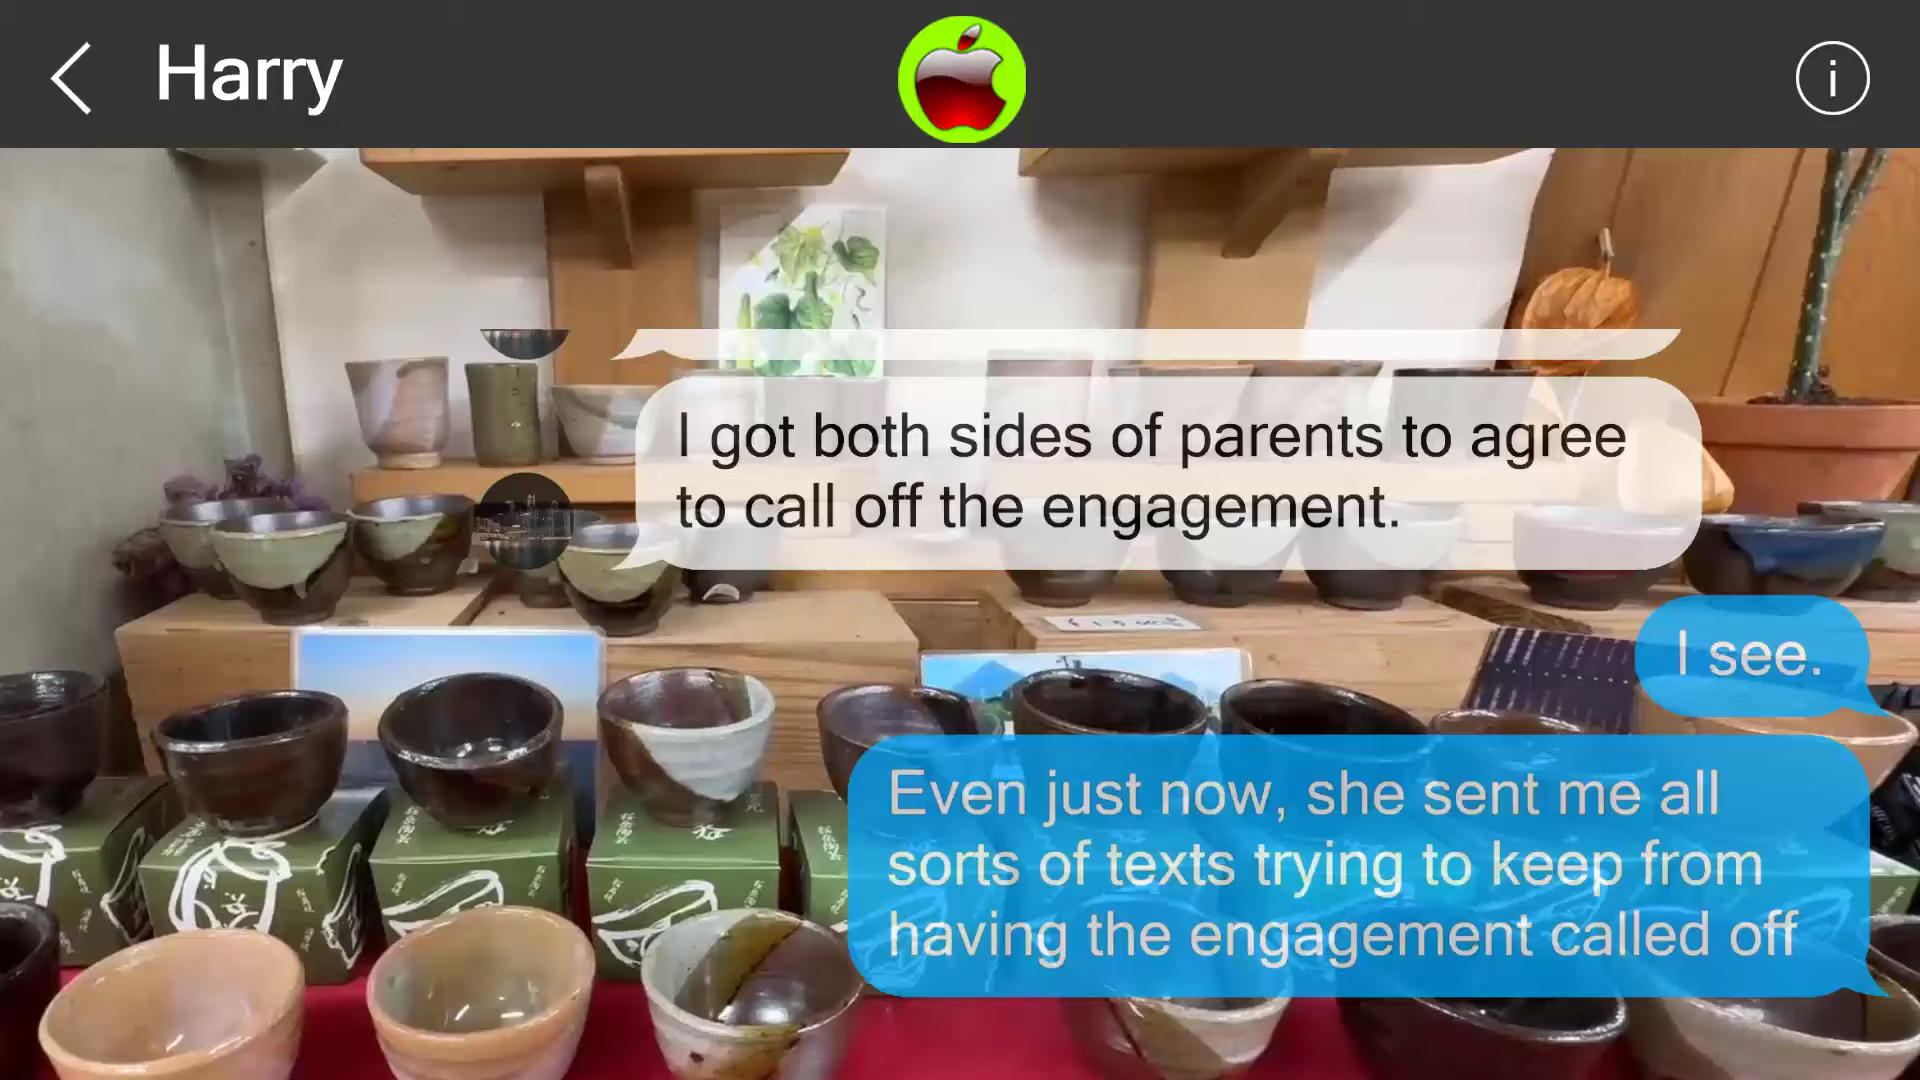 Harry
I got both sides of parents to agree
to call off the engagement.
I see.
Even just now, she sent me all
sorts of texts trying to keep from
having the engagement called off